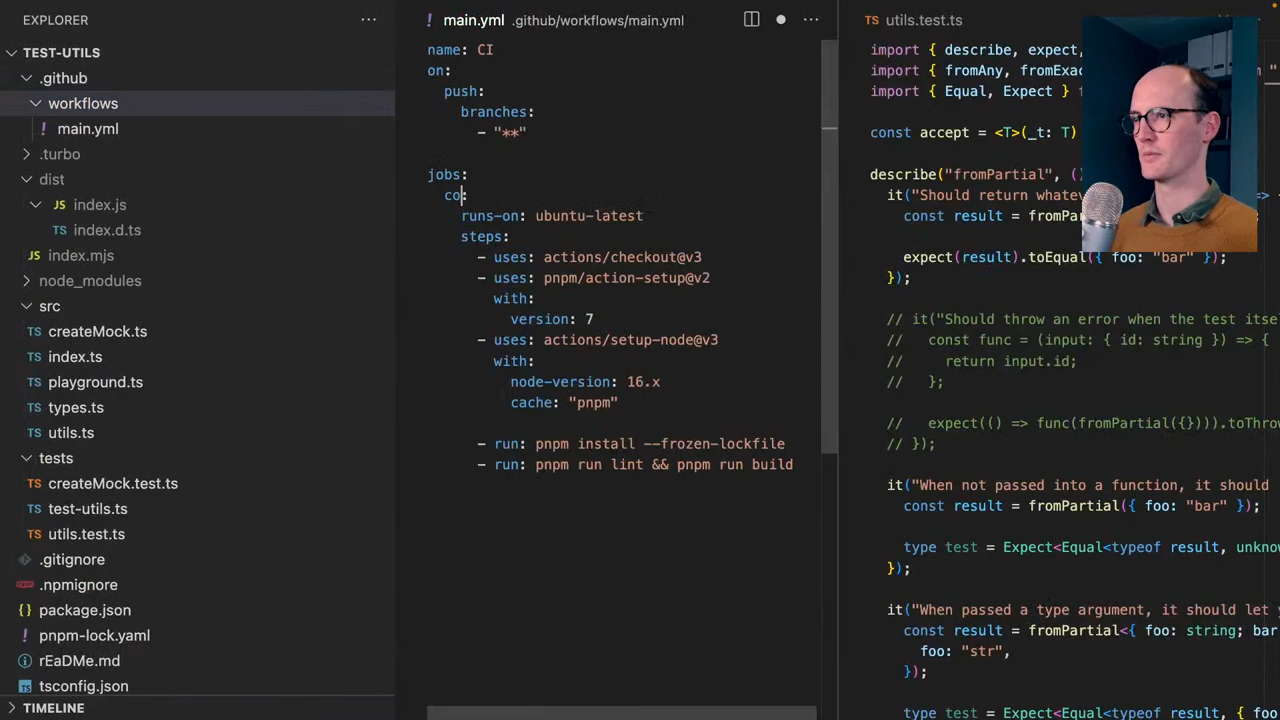 EXPLORER
TEST-UTILS
.github
workflows
! main.yml
.turbo
dist
JS index.js
TS index.d.ts
JS index.mjs
node_modules
src
TS createMock.ts
TS index.ts
TS playground.ts
TS types.ts
TS utils.ts
tests
TS createMock.test.ts
TS test-utils.ts
TS utils.test.ts
.gitignore
.npmignore
{} package.json
! pnpm-lock.yaml
rEaDMe.md
TS tsconfig.json
TIMELINE
! main.yml .github/workflows/main.yml
name: CI
on:
push:
branches:
- "**"
jobs:
co:
runs-on: ubuntu-latest
steps:
- uses: actions/checkout@v3
- uses: pnpm/action-setup@v2
with:
version: 7
- uses: actions/setup-node@v3
with:
node-version: 16.x
cache: "pnpm"
- run: pnpm install --frozen-lockfile
- run: pnpm run lint && pnpm run build
TS utils.test.ts
import { describe, expect,
import { fromAny, fromExac
import { Equal, Expect } f
const accept = <T>(_t: T)
describe("fromPartial", ()
it("Should return whatev
const result = fromPart
expect(result).toEqual({ foo: "bar" });
});
// it("Should throw an error when the test itse
// const func = (input: { id: string }) => {
// return input.id;
// };
// expect(() => func(fromPartial({}))).toThro
// });
it("When not passed into a function, it should
const result = fromPartial({ foo: "bar" });
type test = Expect<Equal<typeof result, unkno
});
it("When passed a type argument, it should let y
const result = fromPartial<{ foo: string; bar
foo: "str",
});
type test = Expect<Equal<typeof result, { foo